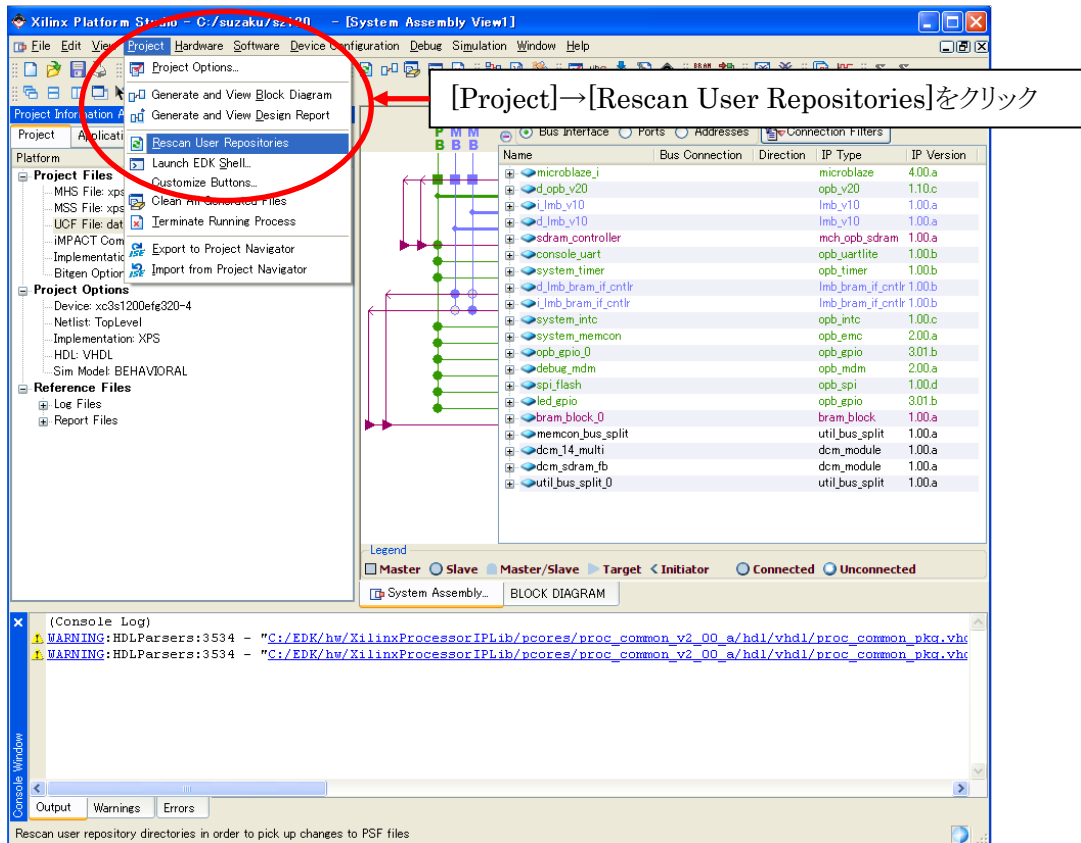 Xilinx Platform Studio - C:/suzaku/sz130 - [System Assembly View1]
File Edit View Project Hardware Software Device Configuration Debug Simulation Window Help
[Project]→[Rescan User Repositories]をクリック
Project Options...
Generate and View Block Diagram
Generate and View Design Report
Rescan User Repositories
Launch EDK Shell...
Customize Buttons...
Clean All Generated Files
Terminate Running Process
Export to Project Navigator
Import from Project Navigator
Project Information
Project
Platform
Project Files
MHS File: xps
MSS File: xps
UCF File: dat
iMPACT Com
Implementatio
Bitgen Option
Project Options
Device: xc3s1200efg320-4
Netlist: TopLevel
Implementation: XPS
HDL: VHDL
Sim Model: BEHAVIORAL
Reference Files
Log Files
Report Files
P M M
B B B
Bus Interface Ports Addresses Connection Filters
Name Bus Connection Direction IP Type IP Version
microblaze_i microblaze 4.00.a
d_opb_v20 opb_v20 1.10.c
i_lmb_v10 lmb_v10 1.00.a
d_lmb_v10 lmb_v10 1.00.a
sdram_controller mch_opb_sdram 1.00.a
console_uart opb_uartlite 1.00.b
system_timer opb_timer 1.00.b
d_lmb_bram_if_cntlr lmb_bram_if_cntlr 1.00.b
i_lmb_bram_if_cntlr lmb_bram_if_cntlr 1.00.b
system_intc opb_intc 1.00.c
system_memcon opb_emc 2.00.a
opb_gpio_0 opb_gpio 3.01.b
debug_mdm opb_mdm 2.00.a
spi_flash opb_spi 1.00.d
led_gpio opb_gpio 3.01.b
bram_block_0 bram_block 1.00.a
memcon_bus_split util_bus_split 1.00.a
dcm_14_multi dcm_module 1.00.a
dcm_sdram_fb dcm_module 1.00.a
util_bus_split_0 util_bus_split 1.00.a
Legend
Master Slave Master/Slave Target Initiator Connected Unconnected
System Assembly... BLOCK DIAGRAM
(Console Log)
WARNING:HDLParsers:3534 - "C:/EDK/hw/XilinxProcessorIPLib/pcores/proc_common_v2_00_a/hdl/vhdl/proc_common_pkg.vhd
WARNING:HDLParsers:3534 - "C:/EDK/hw/XilinxProcessorIPLib/pcores/proc_common_v2_00_a/hdl/vhdl/proc_common_pkg.vhd
Console Window
Output Warnings Errors
Rescan user repository directories in order to pick up changes to PSF files